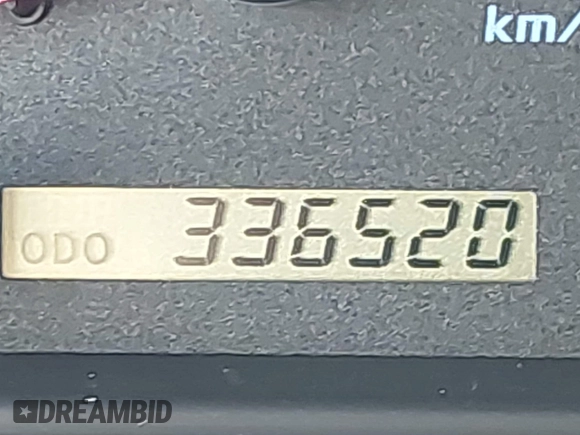 km/
ODO 336520
DREAMBID